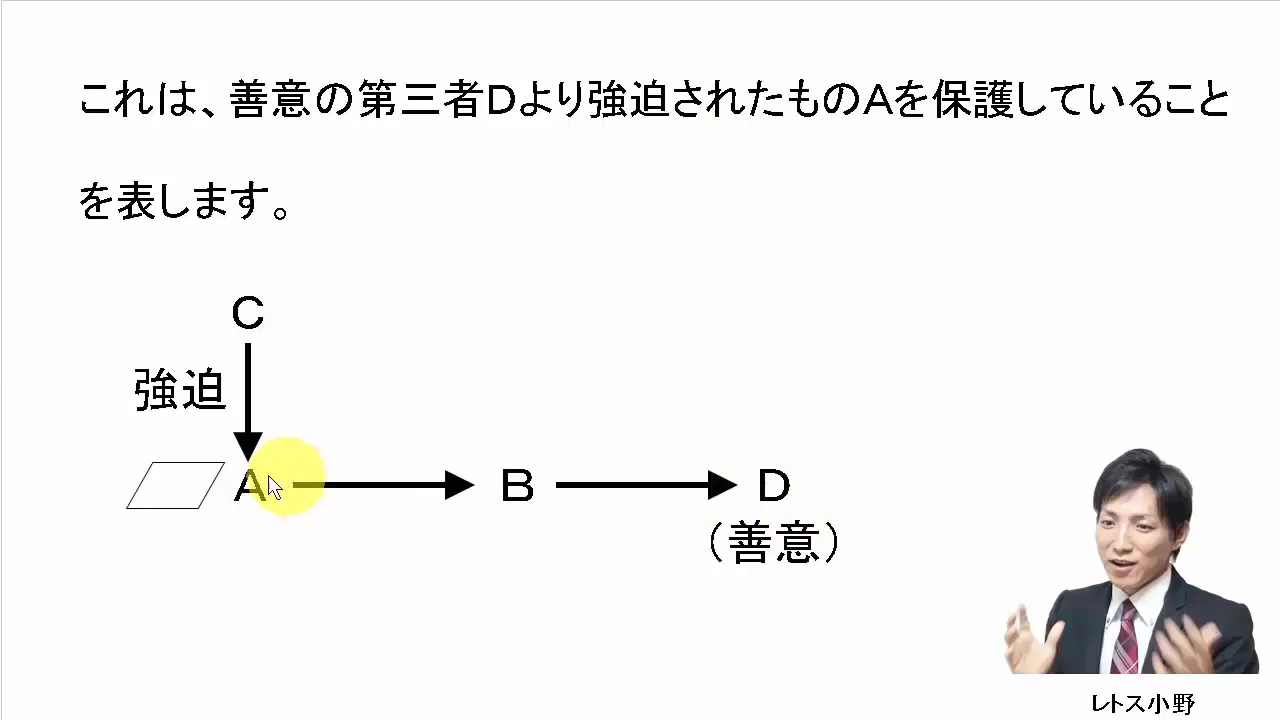 これは、善意の第三者Dより強迫されたものAを保護していること
を表します。
C
強迫
A
B
D
(善意)
レトス小野